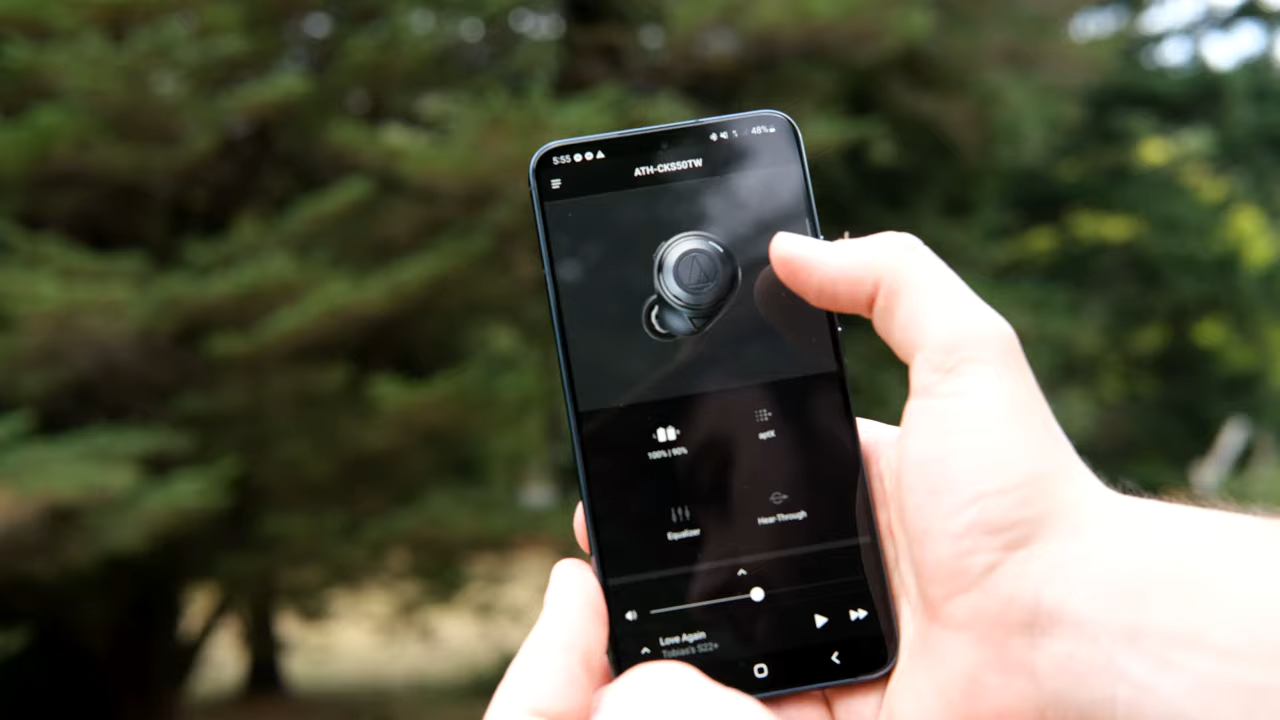 5:55 48%
ATH-CKS50TW
100% | 90%
aptX
Equalizer
Hear-Through
Love Again
Tobias's S22+